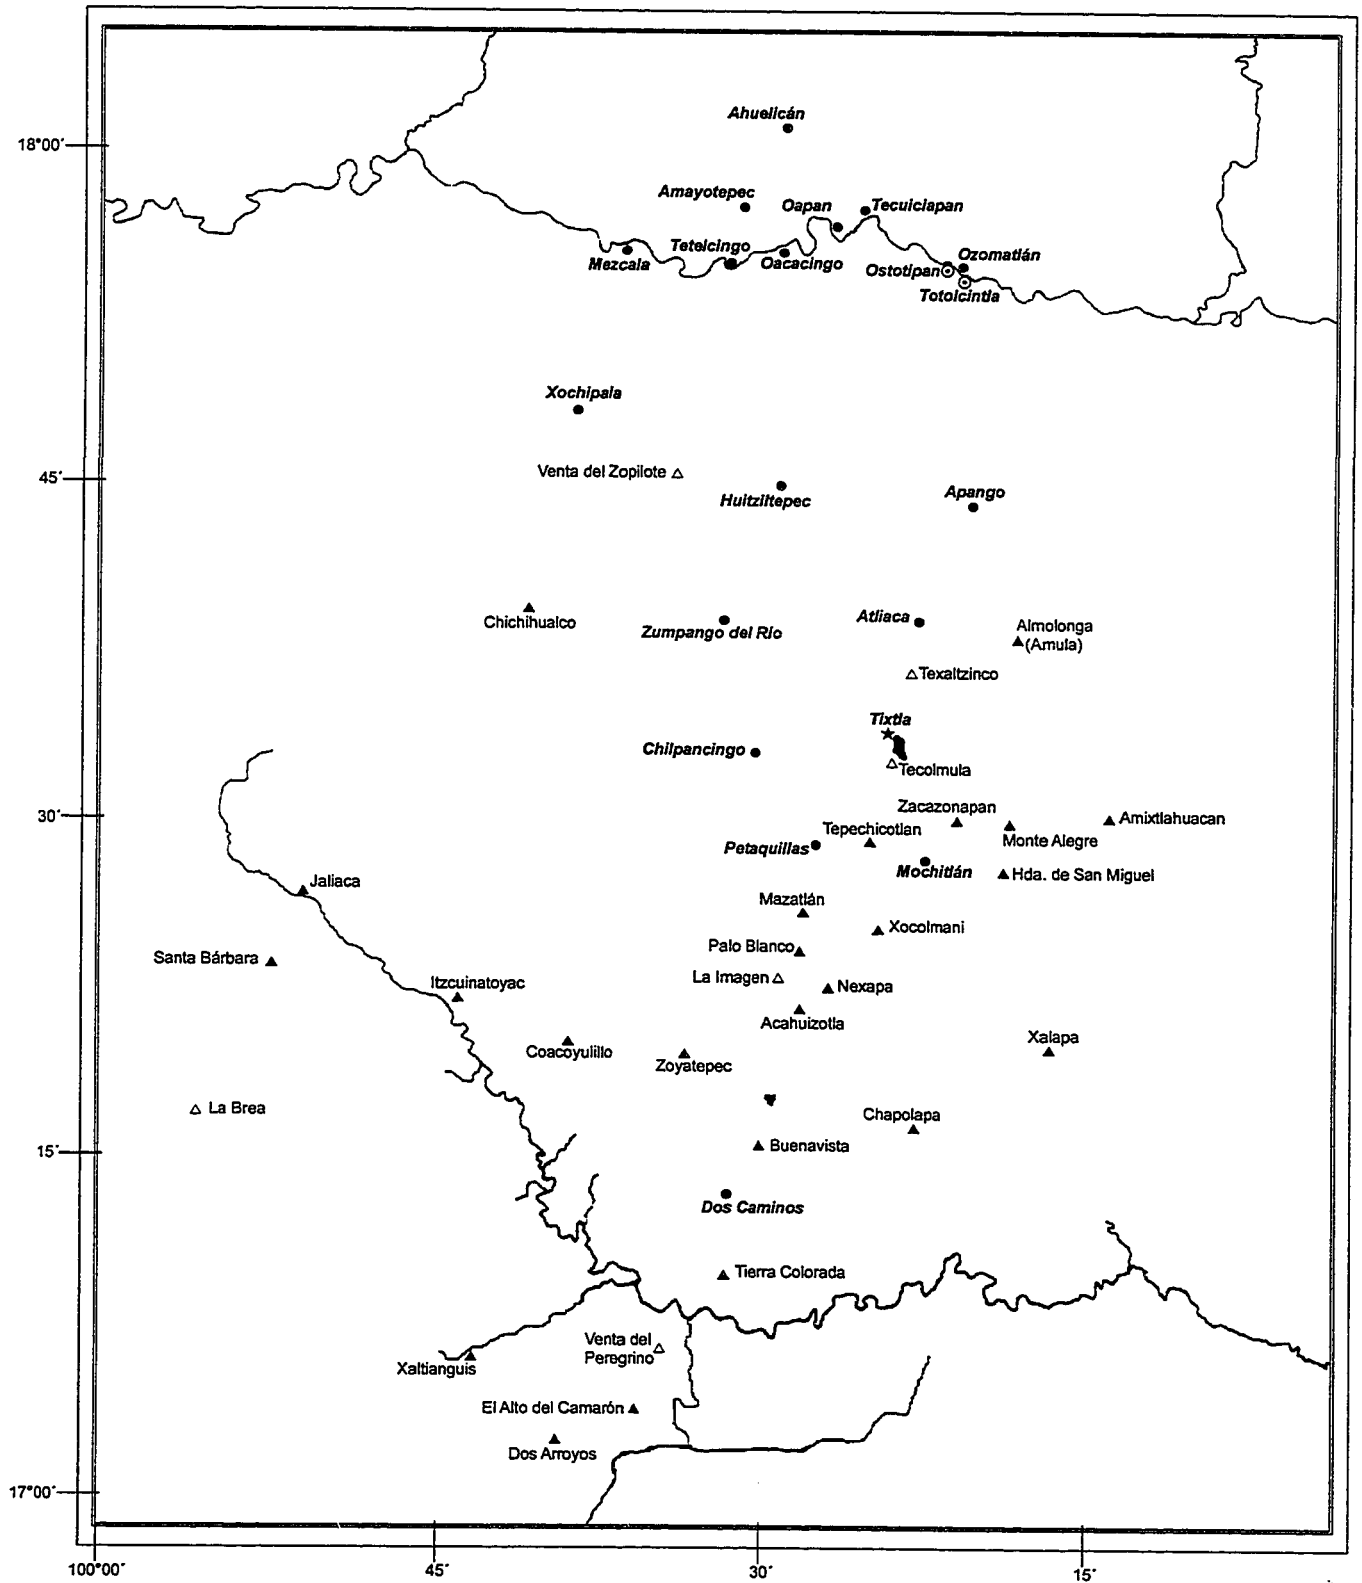 Ahuelicán
18°00'
Amayotepec
Oapan
Tecuiciapan
Tetelcingo
Mezcala
Oacacingo
Ozomatlán
Ostotipan
Totolcintla
Xochipala
Venta del Zopilote
45'
Huitziltepec
Apango
Chichihualco
Zumpango del Río
Atliaca
Almolonga
(Amula)
Texaltzinco
Tixtla
Chilpancingo
Tecolmula
Zacazonapan
30'
Tepechicotlan
Amixtlahuacan
Monte Alegre
Petaquillas
Mochitlán
Hda. de San Miguel
Jaliaca
Mazatlán
Xocolmani
Palo Blanco
Santa Bárbara
La Imagen
Itzcuinatoyac
Nexapa
Acahuizotla
Coacoyulillo
Zoyatepec
Xalapa
La Brea
Chapolapa
15'
Buenavista
Dos Caminos
Tierra Colorada
Venta del
Peregrino
Xaltianguis
El Alto del Camarón
Dos Arroyos
17°00'
100°00'
45'
30'
15'